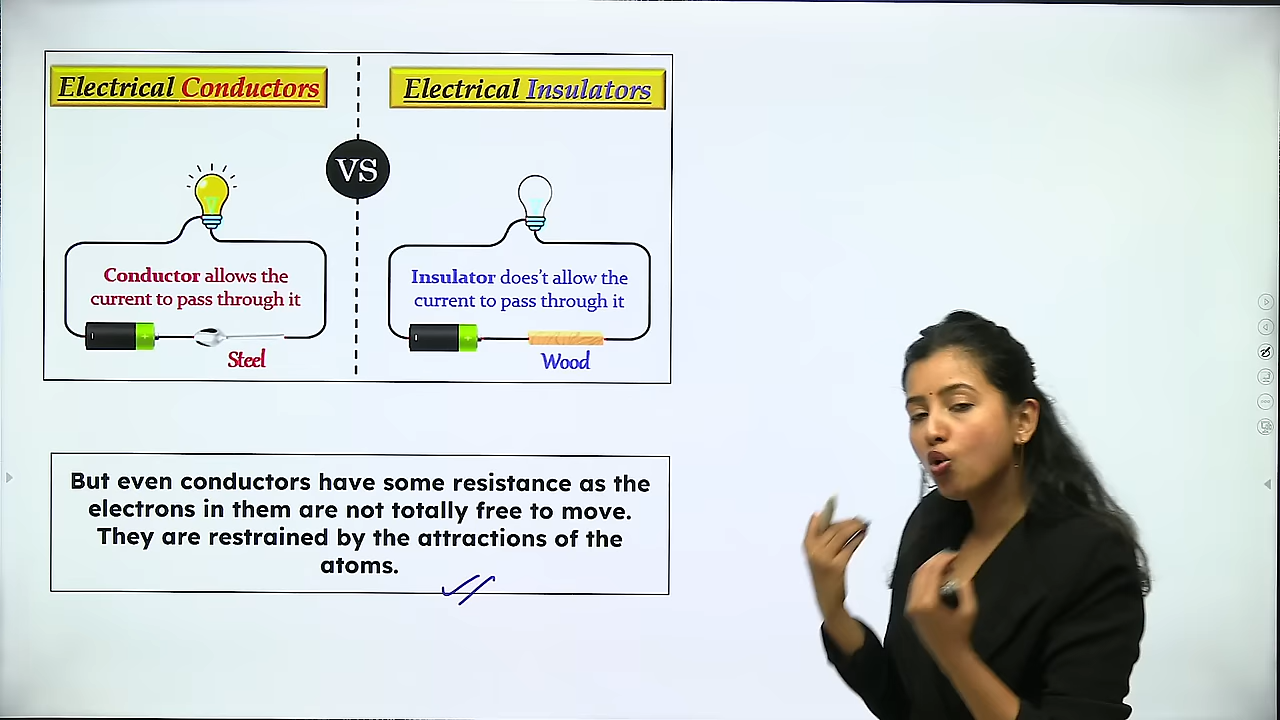 Electrical Conductors
Electrical Insulators
VS
Conductor allows the
current to pass through it
Steel
Insulator does't allow the
current to pass through it
Wood
But even conductors have some resistance as the
electrons in them are not totally free to move.
They are restrained by the attractions of the
atoms.